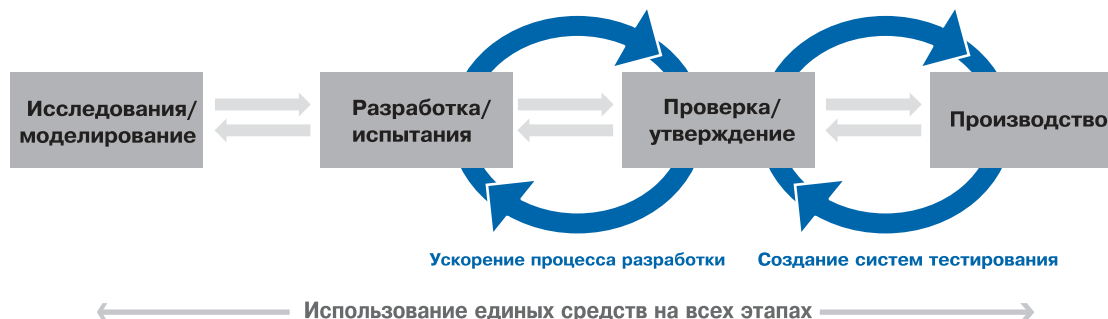 Исследования/
моделирование
Разработка/
испытания
Проверка/
утверждение
Производство
Ускорение процесса разработки
Создание систем тестирования
Использование единых средств на всех этапах